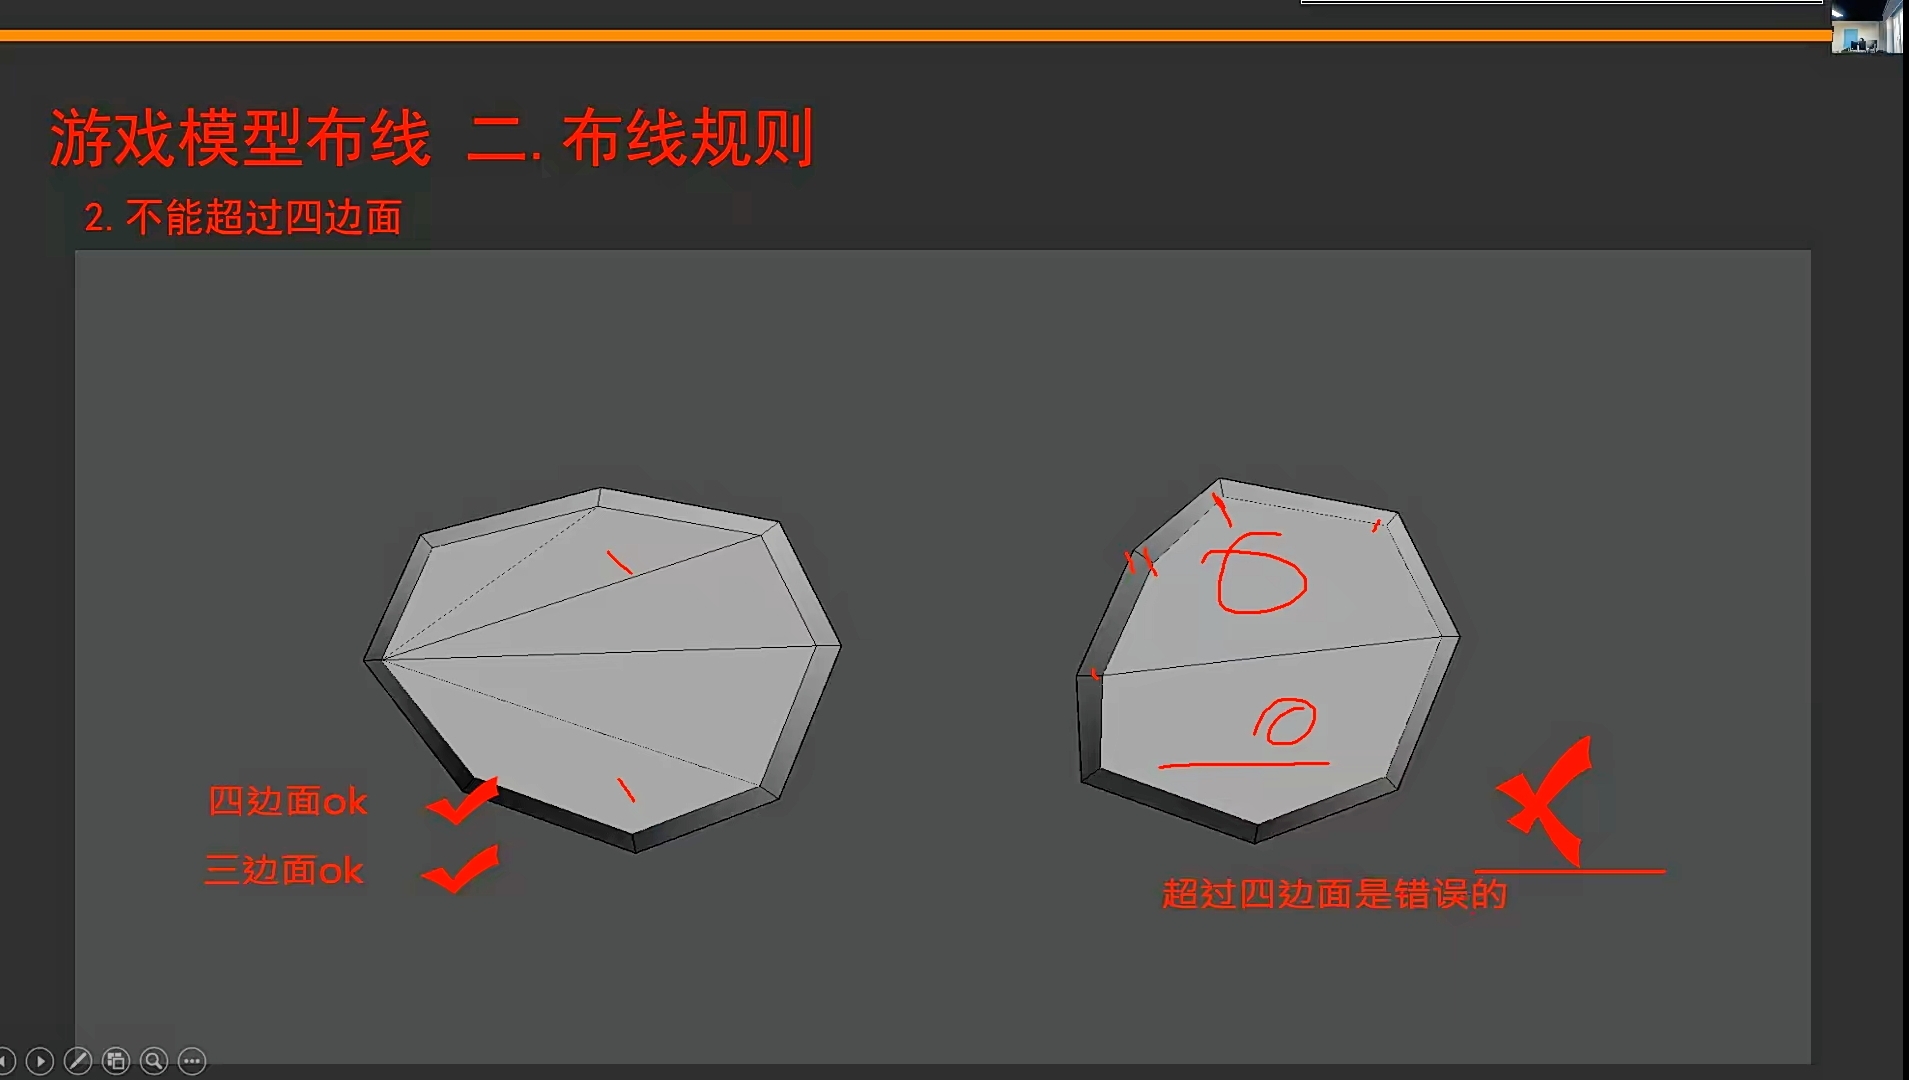 游戏模型布线 二. 布线规则
2. 不能超过四边面
四边面ok
三边面ok
超过四边面是错误的